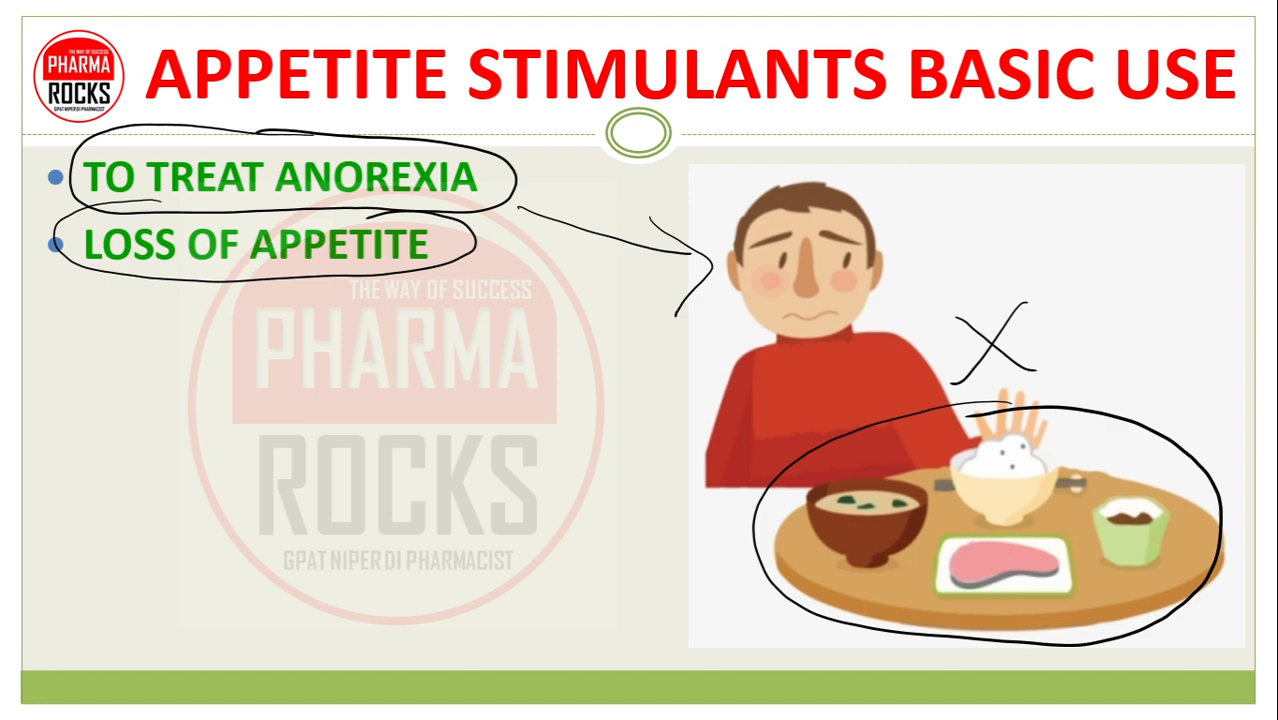 THE WAY OF SUCCESS
PHARMA
ROCKS
GPAT NIPER DI PHARMACIST
APPETITE STIMULANTS BASIC USE
• TO TREAT ANOREXIA
• LOSS OF APPETITE
THE WAY OF SUCCESS
PHARMA
ROCKS
GPAT NIPER DI PHARMACIST